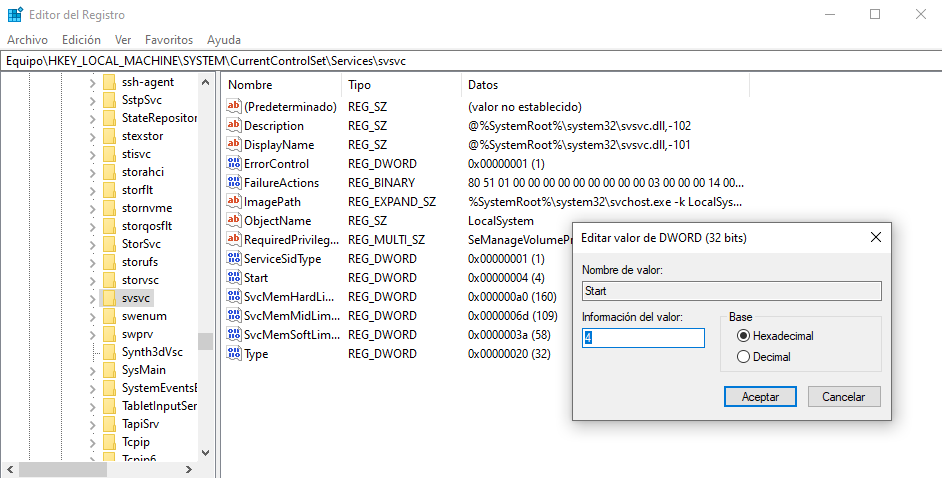 Editor del Registro
Archivo Edición Ver Favoritos Ayuda
Equipo\HKEY_LOCAL_MACHINE\SYSTEM\CurrentControlSet\Services\svsvc
ssh-agent
SstpSvc
StateRepositor
stexstor
stisvc
storahci
storflt
stornvme
storqosflt
StorSvc
storufs
storvsc
svsvc
swenum
swprv
Synth3dVsc
SysMain
SystemEventsB
TabletInputSer
TapiSrv
Tcpip
Tcpip6
Nombre Tipo Datos
(Predeterminado) REG_SZ (valor no establecido)
Description REG_SZ @%SystemRoot%\system32\svsvc.dll,-102
DisplayName REG_SZ @%SystemRoot%\system32\svsvc.dll,-101
ErrorControl REG_DWORD 0x00000001 (1)
FailureActions REG_BINARY 80 51 01 00 00 00 00 00 00 00 00 00 03 00 00 00 14 00...
ImagePath REG_EXPAND_SZ %SystemRoot%\system32\svchost.exe -k LocalSys...
ObjectName REG_SZ LocalSystem
RequiredPrivileg... REG_MULTI_SZ SeManageVolumePr
ServiceSidType REG_DWORD 0x00000001 (1)
Start REG_DWORD 0x00000004 (4)
SvcMemHardLi... REG_DWORD 0x000000a0 (160)
SvcMemMidLim... REG_DWORD 0x0000006d (109)
SvcMemSoftLim... REG_DWORD 0x0000003a (58)
Type REG_DWORD 0x00000020 (32)
Editar valor de DWORD (32 bits)
Nombre de valor:
Start
Información del valor:
4
Base
Hexadecimal
Decimal
Aceptar Cancelar